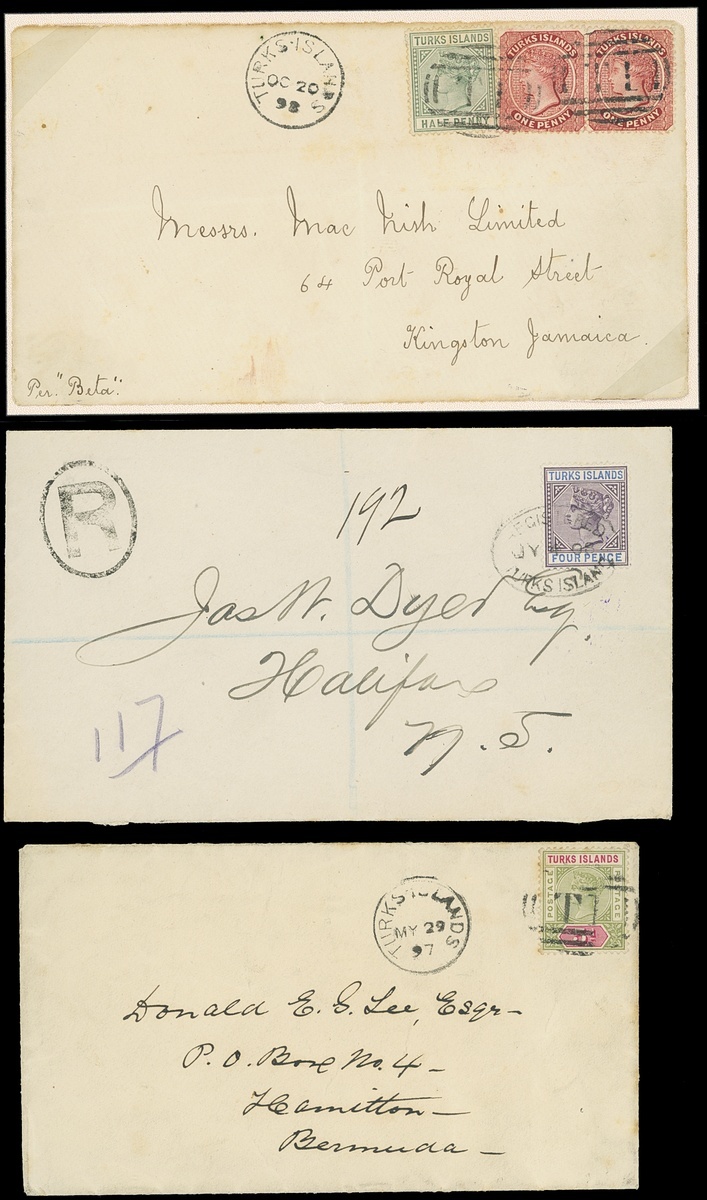 TURKS ISLANDS
OC 20
98
TURKS ISLANDS
HALF PENNY
TURKS ISLANDS
ONE PENNY
TURKS ISLANDS
ONE PENNY
Messrs. Mac Nish Limited
64 Port Royal Street
Kingston Jamaica.
Per "Beta".
R
192
TURKS ISLANDS
FOUR PENCE
TURKS ISLANDS
Jas W. Dyer Esq.
Halifax
N. S.
117
TURKS ISLANDS
MY 29
97
TURKS ISLANDS
POSTAGE
POSTAGE
T
Donald E. G. Lee, Esqr-
P. O. Box No. 4-
Hamilton-
Bermuda-